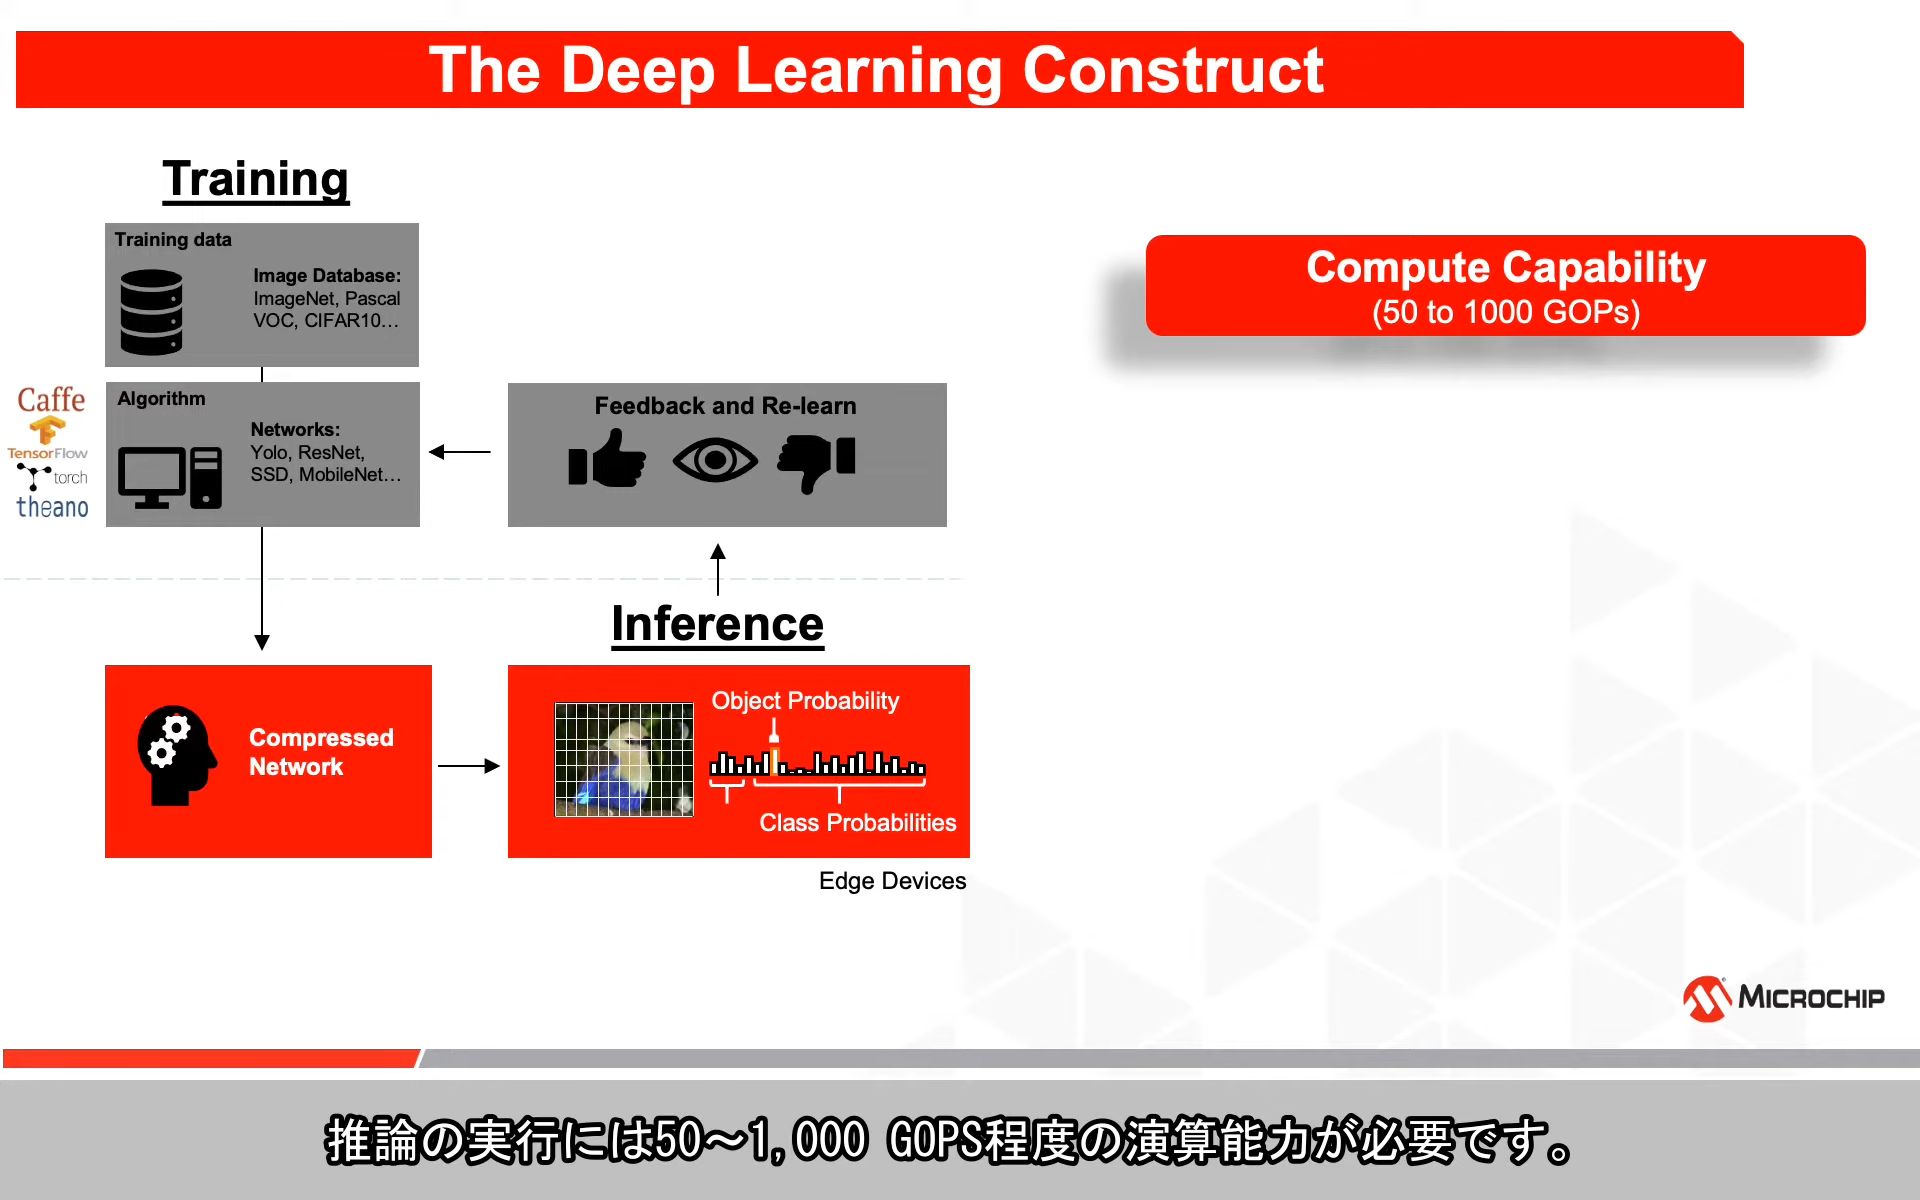 The Deep Learning Construct
Training
Training data
Image Database:
ImageNet, Pascal
VOC, CIFAR10...
Caffe
TensorFlow
torch
theano
Algorithm
Networks:
Yolo, ResNet,
SSD, MobileNet...
Feedback and Re-learn
Compute Capability
(50 to 1000 GOPs)
Inference
Compressed
Network
Object Probability
Class Probabilities
Edge Devices
MICROCHIP
推論の実行には50～1,000 GOPS程度の演算能力が必要です。